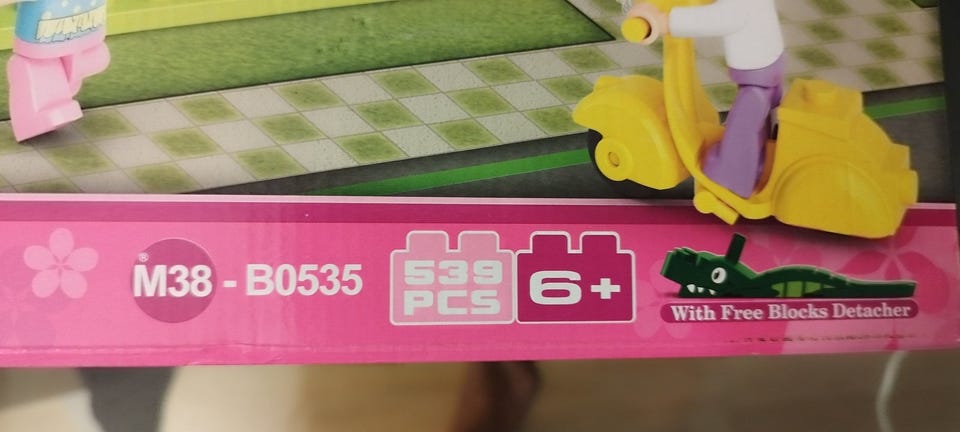 ® M38 - B0535
539
PCS
6+
With Free Blocks Detacher